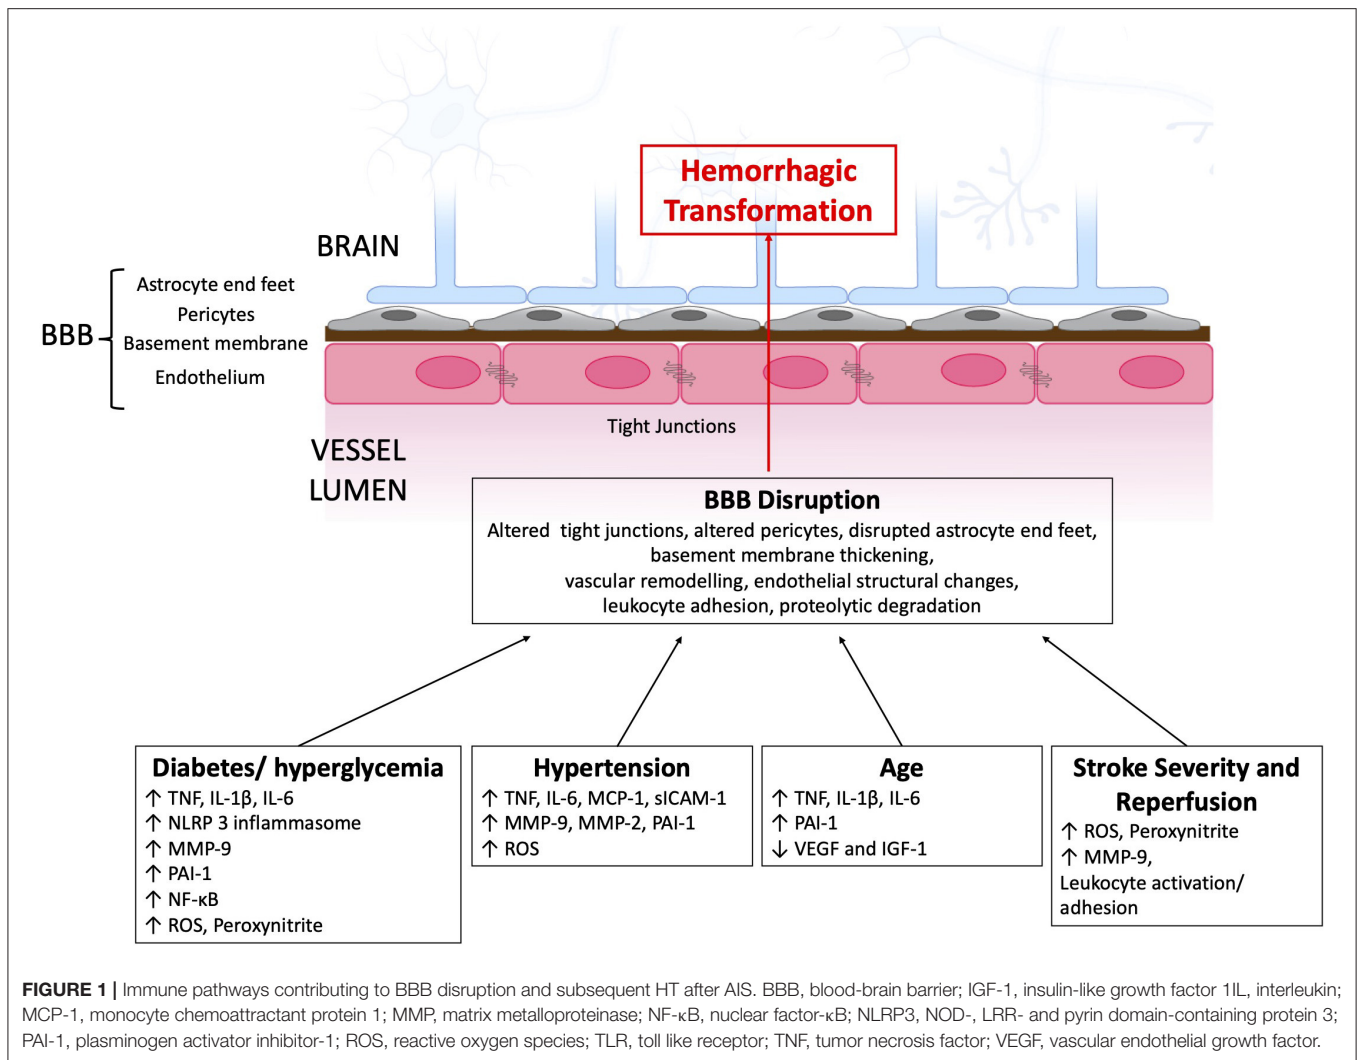 Hemorrhagic
Transformation
BRAIN
BBB
Astrocyte end feet
Pericytes
Basement membrane
Endothelium
Tight Junctions
VESSEL
LUMEN
BBB Disruption
Altered tight junctions, altered pericytes, disrupted astrocyte end feet,
basement membrane thickening,
vascular remodelling, endothelial structural changes,
leukocyte adhesion, proteolytic degradation
Diabetes/ hyperglycemia
↑ TNF, IL-1β, IL-6
↑ NLRP 3 inflammasome
↑ MMP-9
↑ PAI-1
↑ NF-κB
↑ ROS, Peroxynitrite
Hypertension
↑ TNF, IL-6, MCP-1, sICAM-1
↑ MMP-9, MMP-2, PAI-1
↑ ROS
Age
↑ TNF, IL-1β, IL-6
↑ PAI-1
↓ VEGF and IGF-1
Stroke Severity and
Reperfusion
↑ ROS, Peroxynitrite
↑ MMP-9,
Leukocyte activation/
adhesion
FIGURE 1 | Immune pathways contributing to BBB disruption and subsequent HT after AIS. BBB, blood-brain barrier; IGF-1, insulin-like growth factor 1IL, interleukin;
MCP-1, monocyte chemoattractant protein 1; MMP, matrix metalloproteinase; NF-κB, nuclear factor-κB; NLRP3, NOD-, LRR- and pyrin domain-containing protein 3;
PAI-1, plasminogen activator inhibitor-1; ROS, reactive oxygen species; TLR, toll like receptor; TNF, tumor necrosis factor; VEGF, vascular endothelial growth factor.